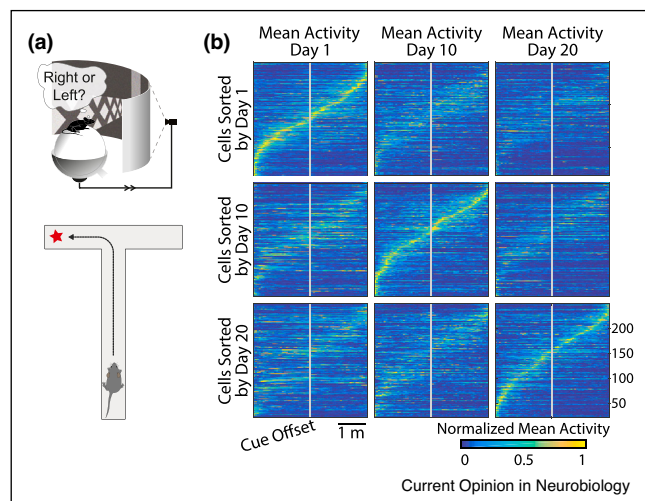 (a)
Right or
Left?
(b)
Mean Activity
Day 1
Mean Activity
Day 10
Mean Activity
Day 20
Cells Sorted
by Day 1
Cells Sorted
by Day 10
Cells Sorted
by Day 20
200
150
100
50
Cue Offset
1 m
Normalized Mean Activity
0
0.5
1
Current Opinion in Neurobiology